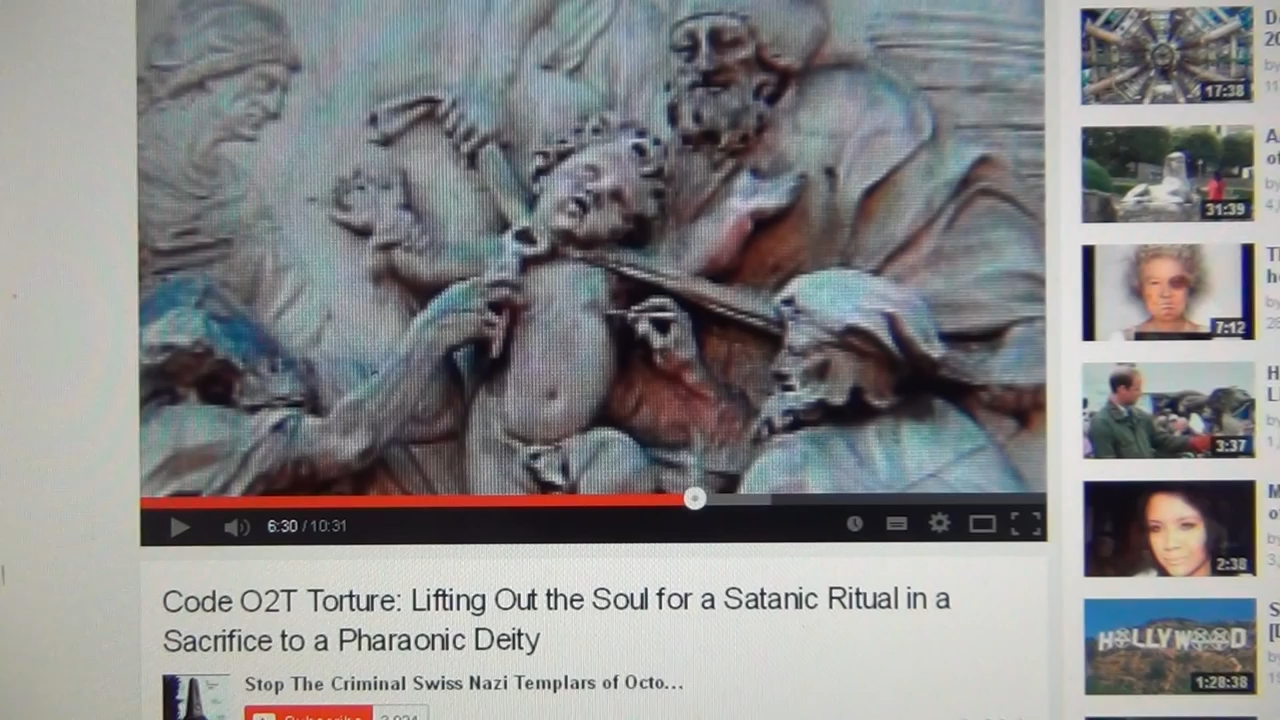 17:38
31:39
7:12
3:37
2:38
HOLLYWOOD
1:28:38
6:30 / 10:31
Code O2T Torture: Lifting Out the Soul for a Satanic Ritual in a
Sacrifice to a Pharaonic Deity
Stop The Criminal Swiss Nazi Templars of Octo...
Subscribe